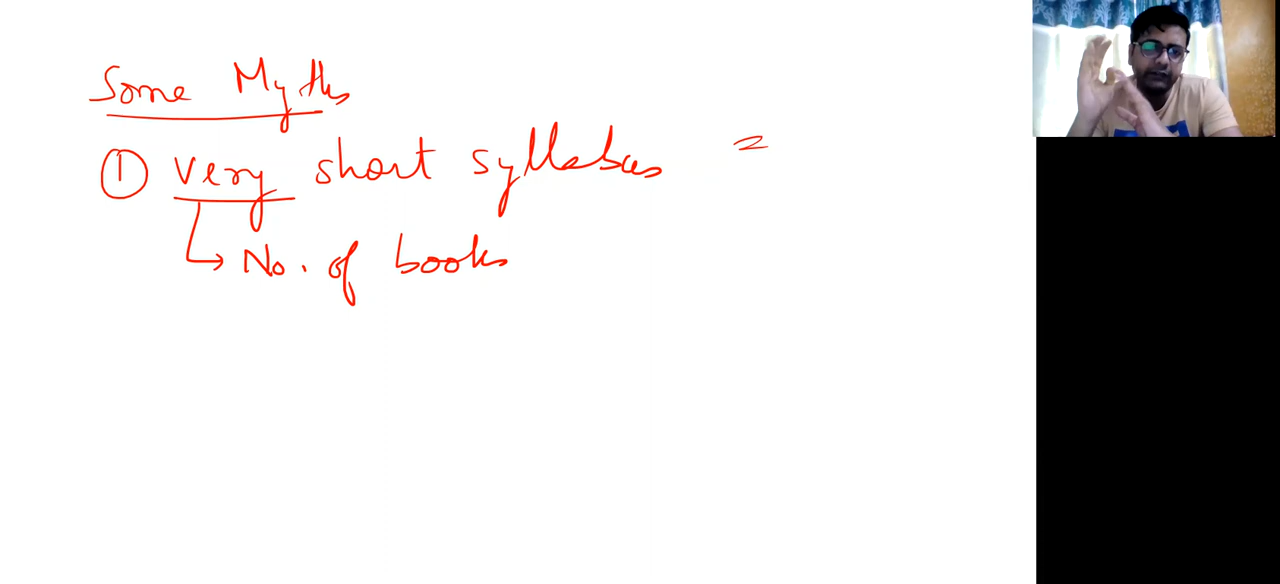 Some Myths
① very short syllabus =
↳ No. of books